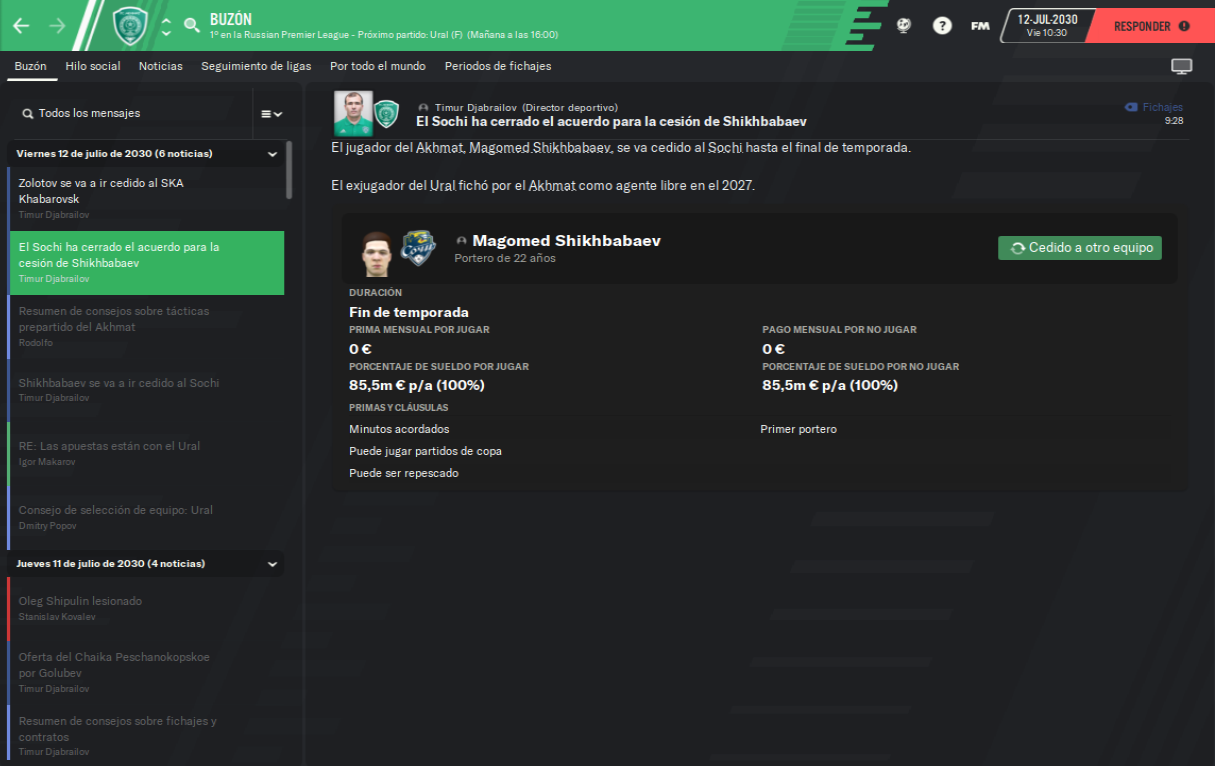 BUZÓN
1º en la Russian Premier League - Próximo partido: Ural (F) (Mañana a las 16:00)
?
FM
12-JUL-2030
Vie 10:30
RESPONDER
Buzón
Hilo social
Noticias
Seguimiento de ligas
Por todo el mundo
Periodos de fichajes
Todos los mensajes
Viernes 12 de julio de 2030 (6 noticias)
Zolotov se va a ir cedido al SKA
Khabarovsk
Timur Djabrailov
El Sochi ha cerrado el acuerdo para la
cesión de Shikhbabaev
Timur Djabrailov
Resumen de consejos sobre tácticas
prepartido del Akhmat
Rodolfo
Shikhbabaev se va a ir cedido al Sochi
Timur Djabrailov
RE: Las apuestas están con el Ural
Igor Makarov
Consejo de selección de equipo: Ural
Dmitry Popov
Jueves 11 de julio de 2030 (4 noticias)
Oleg Shipulin lesionado
Stanislav Kovalev
Oferta del Chaika Peschanokopskoe
por Golubev
Timur Djabrailov
Resumen de consejos sobre fichajes y
contratos
Timur Djabrailov
Timur Djabrailov (Director deportivo)
El Sochi ha cerrado el acuerdo para la cesión de Shikhbabaev
Fichajes
9:28
El jugador del Akhmat, Magomed Shikhbabaev, se va cedido al Sochi hasta el final de temporada.
El exjugador del Ural fichó por el Akhmat como agente libre en el 2027.
Magomed Shikhbabaev
Portero de 22 años
Cedido a otro equipo
DURACIÓN
Fin de temporada
PRIMA MENSUAL POR JUGAR
PAGO MENSUAL POR NO JUGAR
0 €
0 €
PORCENTAJE DE SUELDO POR JUGAR
PORCENTAJE DE SUELDO POR NO JUGAR
85,5m € p/a (100%)
85,5m € p/a (100%)
PRIMAS Y CLÁUSULAS
Minutos acordados
Primer portero
Puede jugar partidos de copa
Puede ser repescado